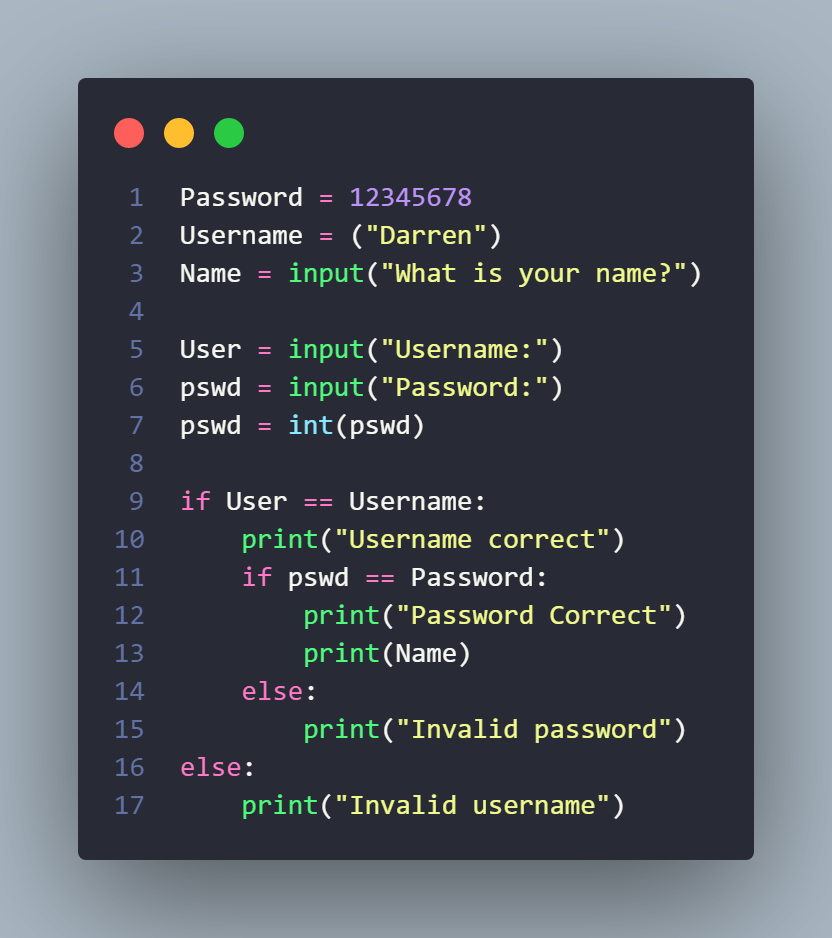 1 Password = 12345678
2 Username = ("Darren")
3 Name = input("What is your name?")
4
5 User = input("Username:")
6 pswd = input("Password:")
7 pswd = int(pswd)
8
9 if User == Username:
10     print("Username correct")
11     if pswd == Password:
12         print("Password Correct")
13         print(Name)
14     else:
15         print("Invalid password")
16 else:
17     print("Invalid username")